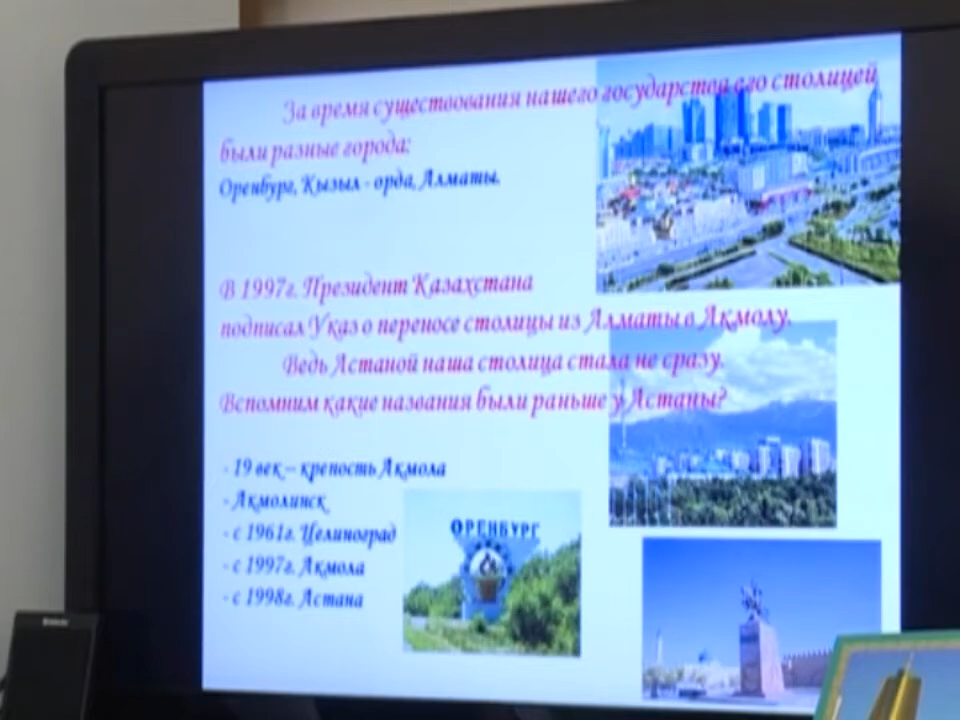 За время существования нашего государства его столицей
были разные города:
Оренбург, Кызыл - орда, Алматы.
В 1997г. Президент Казахстана
подписал Указ о переносе столицы из Алматы в Акмолу.
Ведь Астаной наша столица стала не сразу.
Вспомним какие названия были раньше у Астаны?
- 19 век – крепость Акмола
- Акмолинск
- с 1961г. Целиноград
- с 1997г. Акмола
- с 1998г. Астана
ОРЕНБУРГ